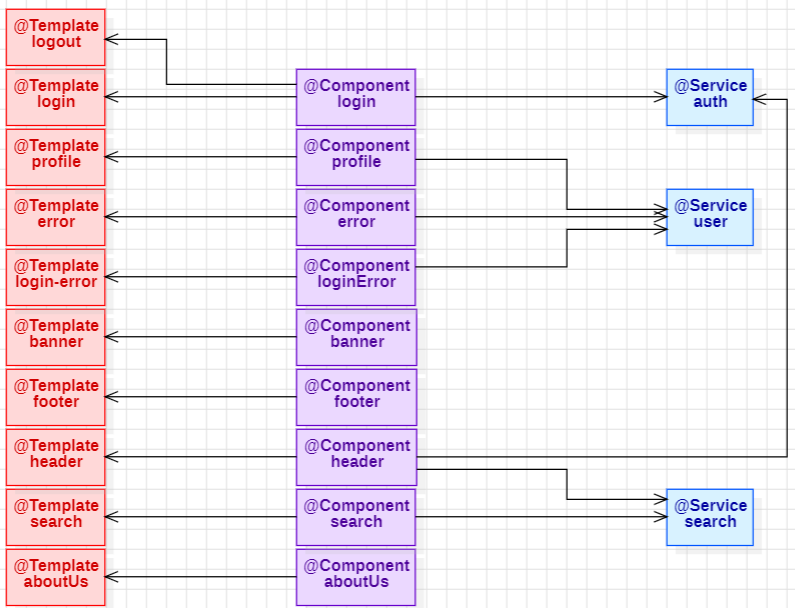 @Template
logout
@Template
login
@Component
login
@Service
auth
@Template
profile
@Component
profile
@Template
error
@Component
error
@Service
user
@Template
login-error
@Component
loginError
@Template
banner
@Component
banner
@Template
footer
@Component
footer
@Template
header
@Component
header
@Template
search
@Component
search
@Service
search
@Template
aboutUs
@Component
aboutUs